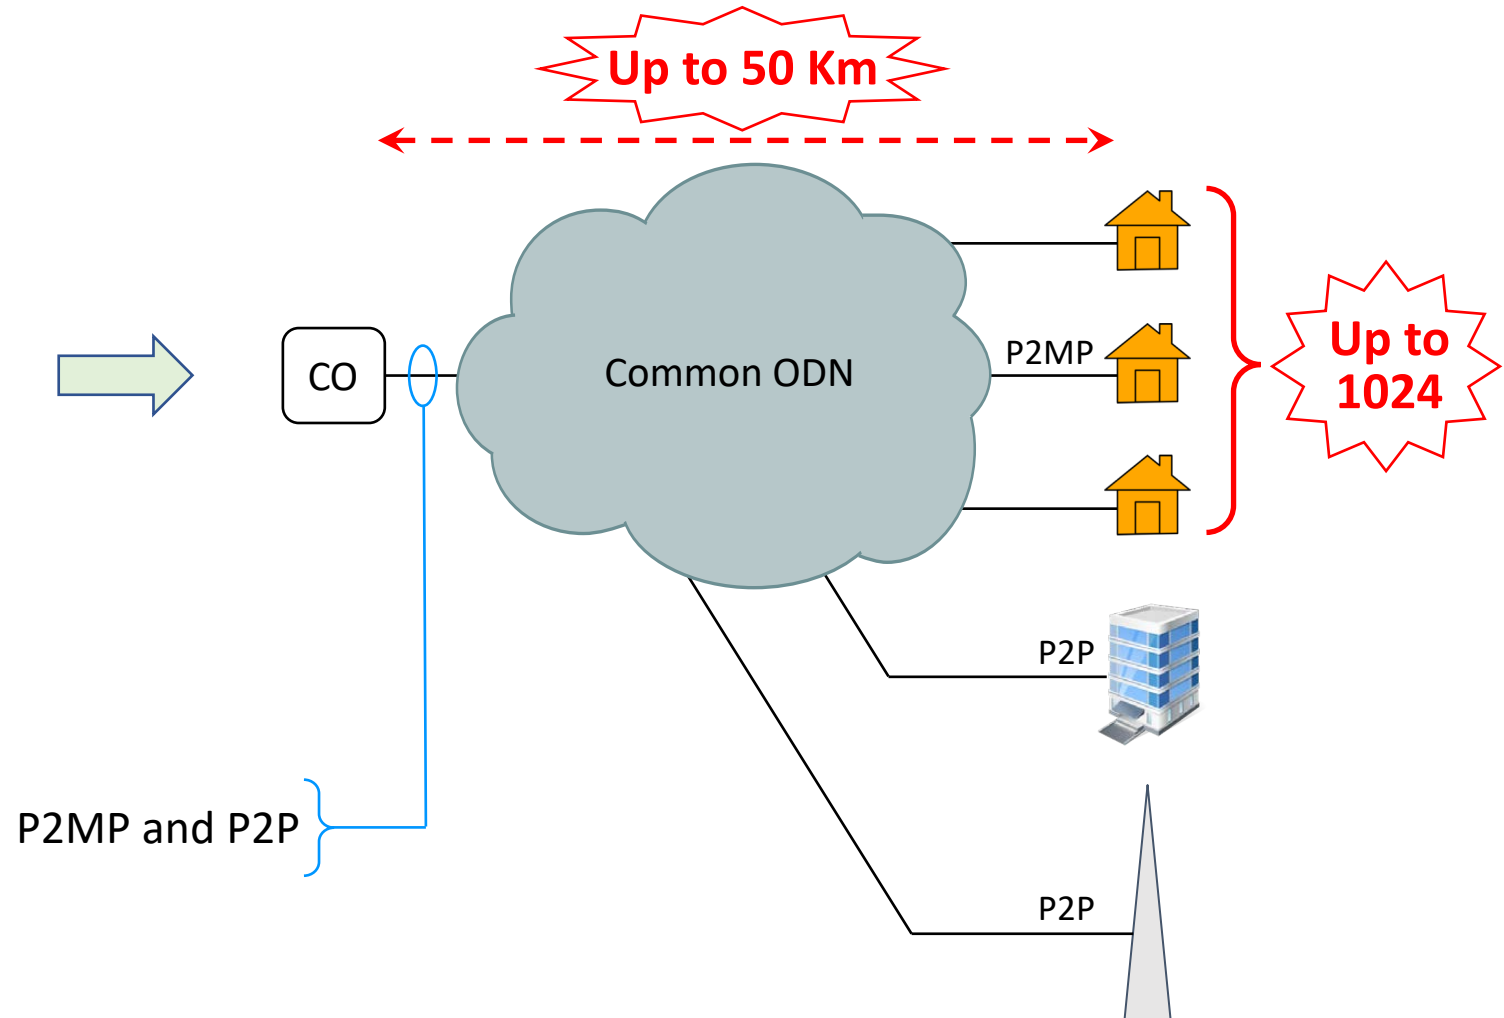 Up to 50 Km
CO
Common ODN
P2MP
Up to
1024
P2P
P2MP and P2P
P2P